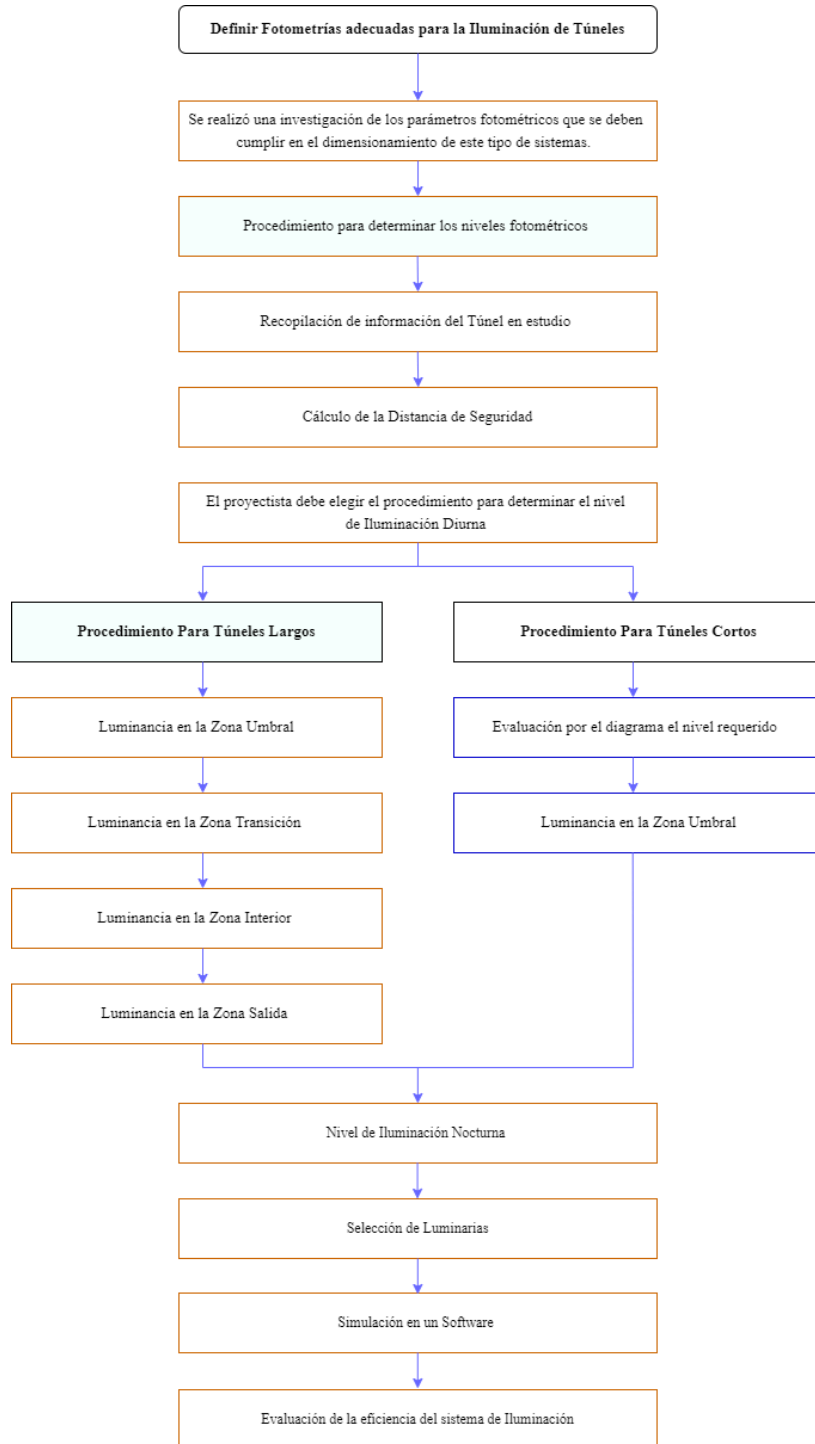 Definir Fotometrías adecuadas para la Iluminación de Túneles
Se realizó una investigación de los parámetros fotométricos que se deben
cumplir en el dimensionamiento de este tipo de sistemas.
Procedimiento para determinar los niveles fotométricos
Recopilación de información del Túnel en estudio
Cálculo de la Distancia de Seguridad
El proyectista debe elegir el procedimiento para determinar el nivel
de Iluminación Diurna
Procedimiento Para Túneles Largos
Luminancia en la Zona Umbral
Luminancia en la Zona Transición
Luminancia en la Zona Interior
Luminancia en la Zona Salida
Procedimiento Para Túneles Cortos
Evaluación por el diagrama el nivel requerido
Luminancia en la Zona Umbral
Nivel de Iluminación Nocturna
Selección de Luminarias
Simulación en un Software
Evaluación de la eficiencia del sistema de Iluminación